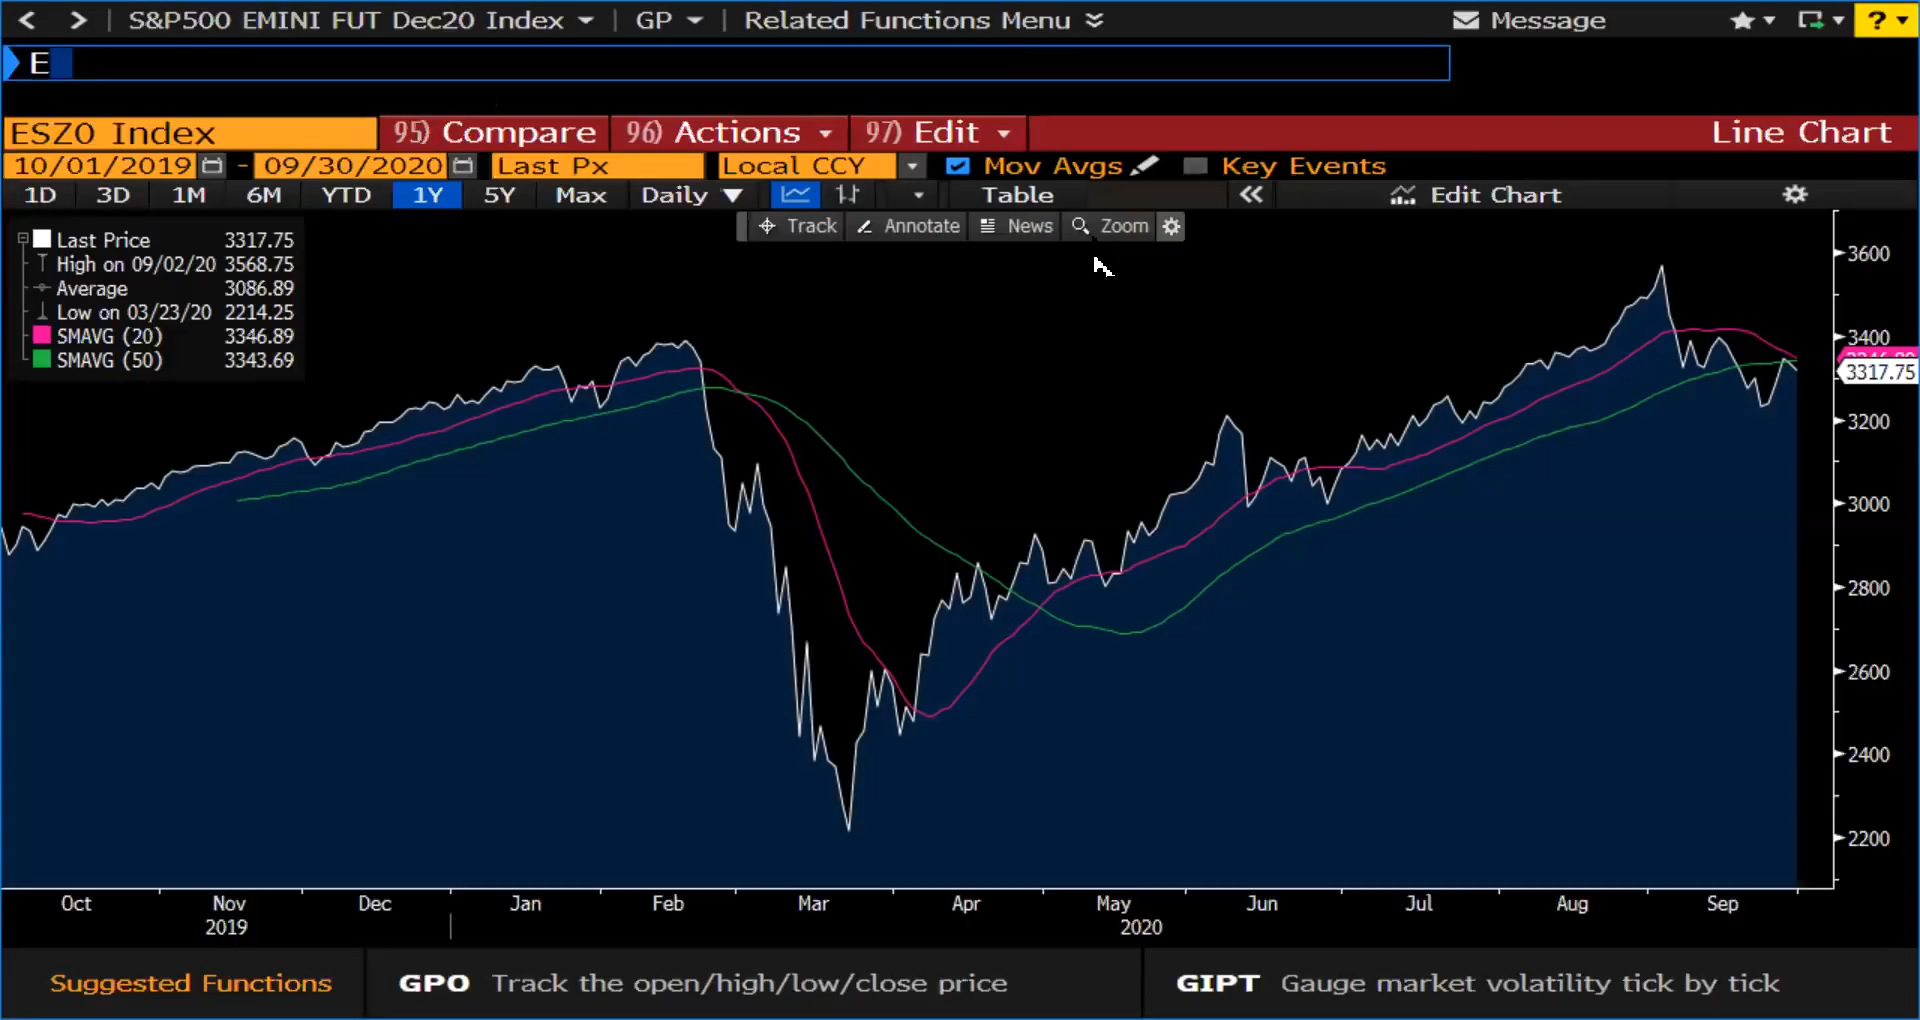 < > S&P500 EMINI FUT Dec20 Index GP Related Functions Menu Message ?
E
ESZ0 Index 95) Compare 96) Actions 97) Edit Line Chart
10/01/2019 - 09/30/2020 Last Px Local CCY Mov Avgs Key Events
1D 3D 1M 6M YTD 1Y 5Y Max Daily Table Edit Chart
Track Annotate News Zoom
Last Price 3317.75
High on 09/02/20 3568.75
Average 3086.89
Low on 03/23/20 2214.25
SMAVG (20) 3346.89
SMAVG (50) 3343.69
3600
3400
3317.75
3200
3000
2800
2600
2400
2200
Oct Nov Dec Jan Feb Mar Apr May Jun Jul Aug Sep
2019 2020
Suggested Functions GPO Track the open/high/low/close price GIPT Gauge market volatility tick by tick